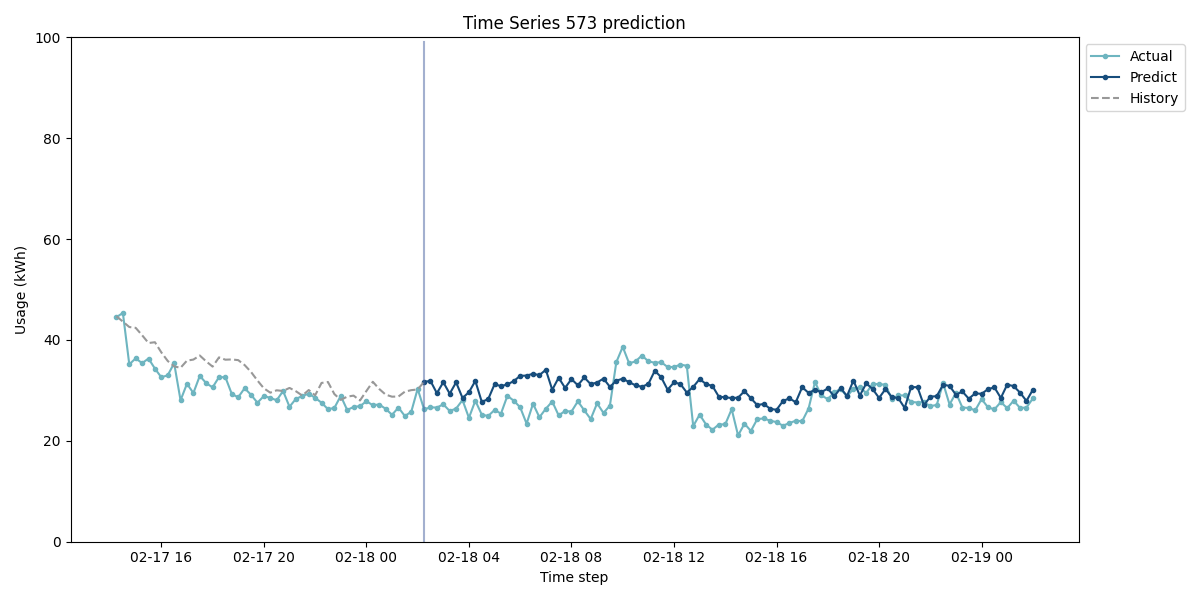 Time Series 573 prediction
100
80
60
40
20
0
Usage (kWh)
02-17 16
02-17 20
02-18 00
02-18 04
02-18 08
02-18 12
02-18 16
02-18 20
02-19 00
Time step
Actual
Predict
History